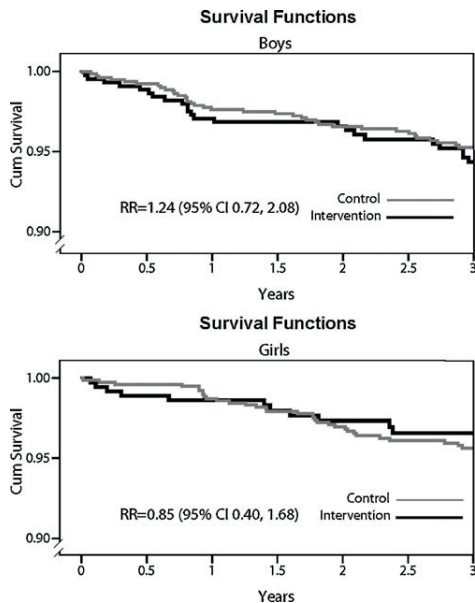 Survival Functions
Boys
Cum Survival
1.00
0.95
0.90
RR=1.24 (95% CI 0.72, 2.08)
Control
Intervention
0 0.5 1 1.5 2 2.5 3
Years
Survival Functions
Girls
Cum Survival
1.00
0.95
0.90
Control
RR=0.85 (95% CI 0.40, 1.68) Intervention
0 0.5 1 1.5 2 2.5 3
Years